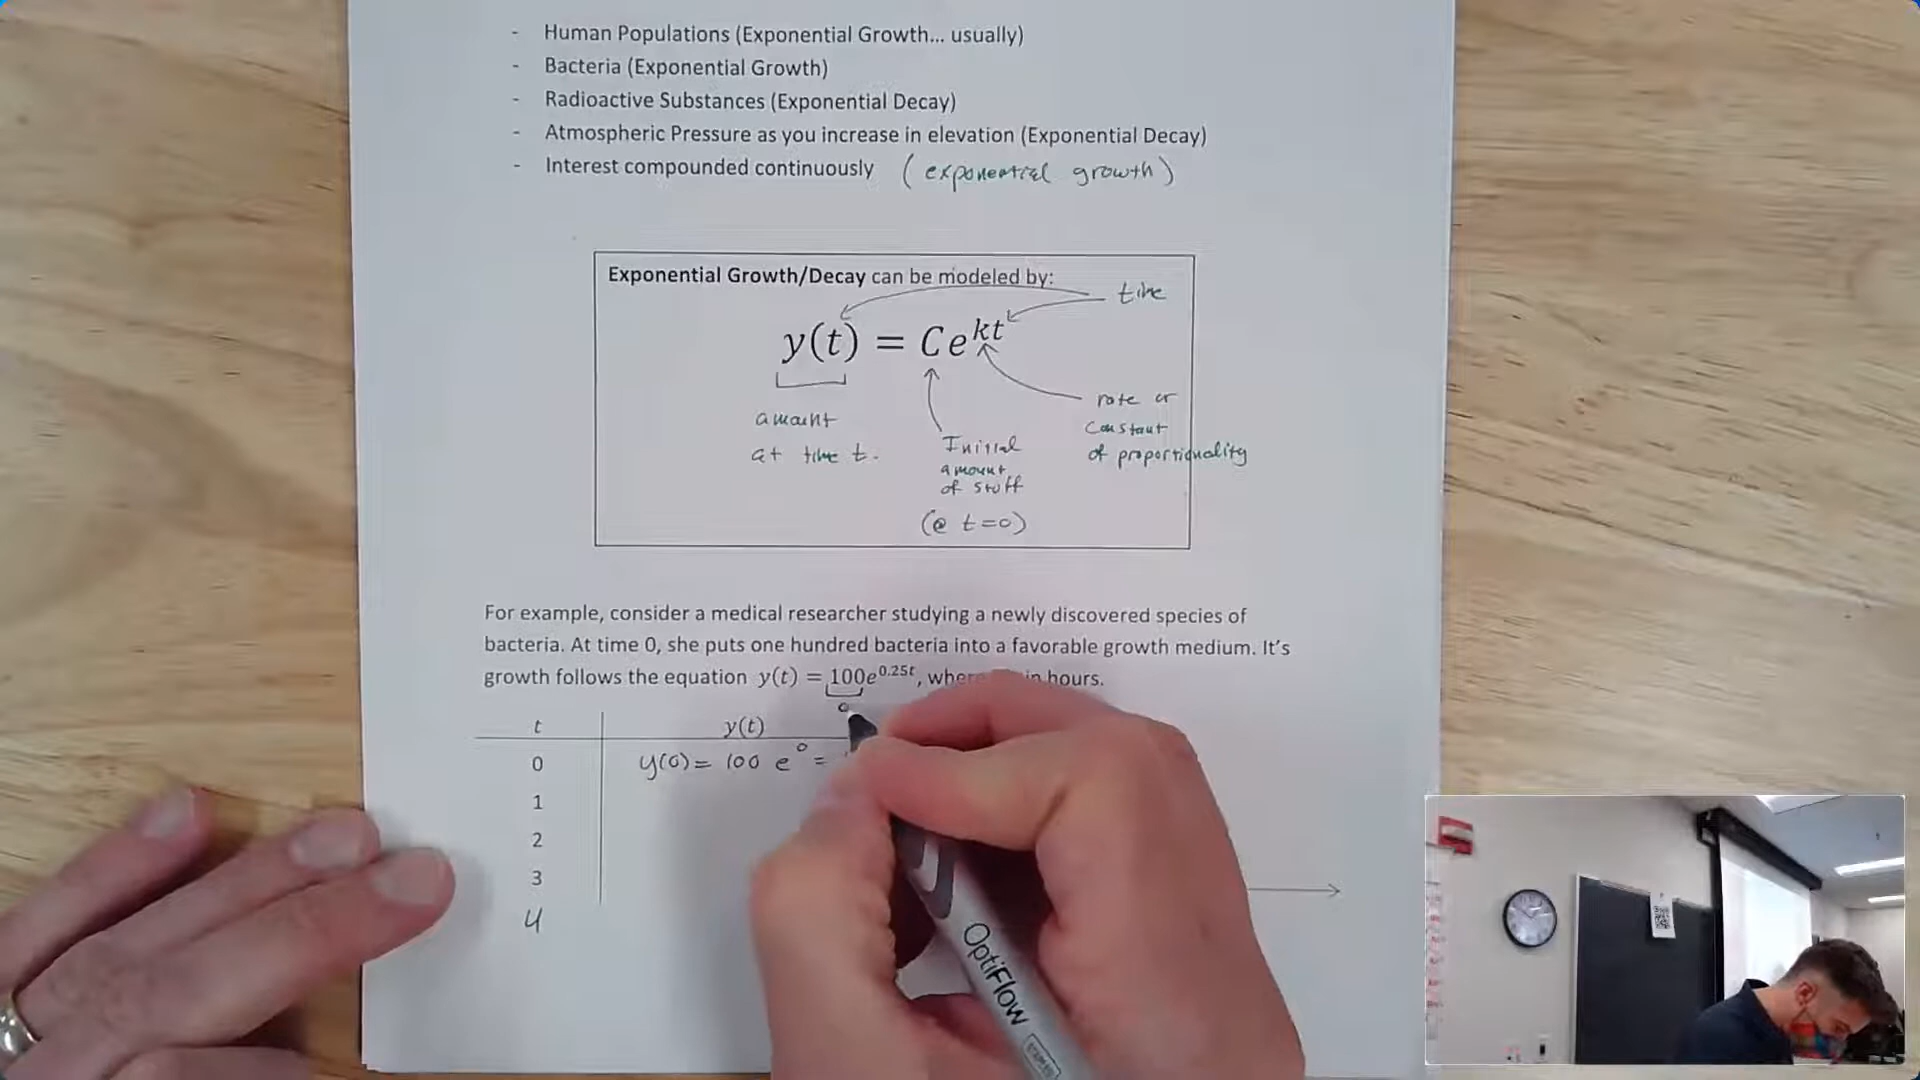 - Human Populations (Exponential Growth... usually)
- Bacteria (Exponential Growth)
- Radioactive Substances (Exponential Decay)
- Atmospheric Pressure as you increase in elevation (Exponential Decay)
- Interest compounded continuously (exponential growth)
Exponential Growth/Decay can be modeled by:
time
y(t) = Ce^{kt}
amount
at time t.
Initial
amount
of stuff
(@ t=0)
rate or
constant
of proportionality
For example, consider a medical researcher studying a newly discovered species of
bacteria. At time 0, she puts one hundred bacteria into a favorable growth medium. It's
growth follows the equation y(t) = 100e^{0.25t}, where in hours.
t y(t)
0 y(0) = 100 e^0 =
1
2
3
4
OptiFlow